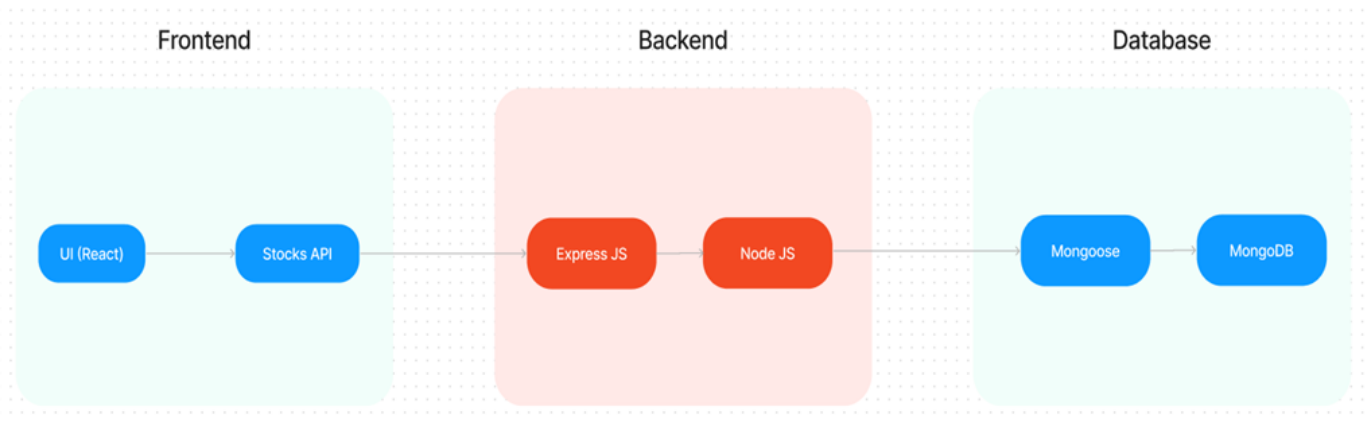 Frontend
Backend
Database
UI (React)
Stocks API
Express JS
Node JS
Mongoose
MongoDB